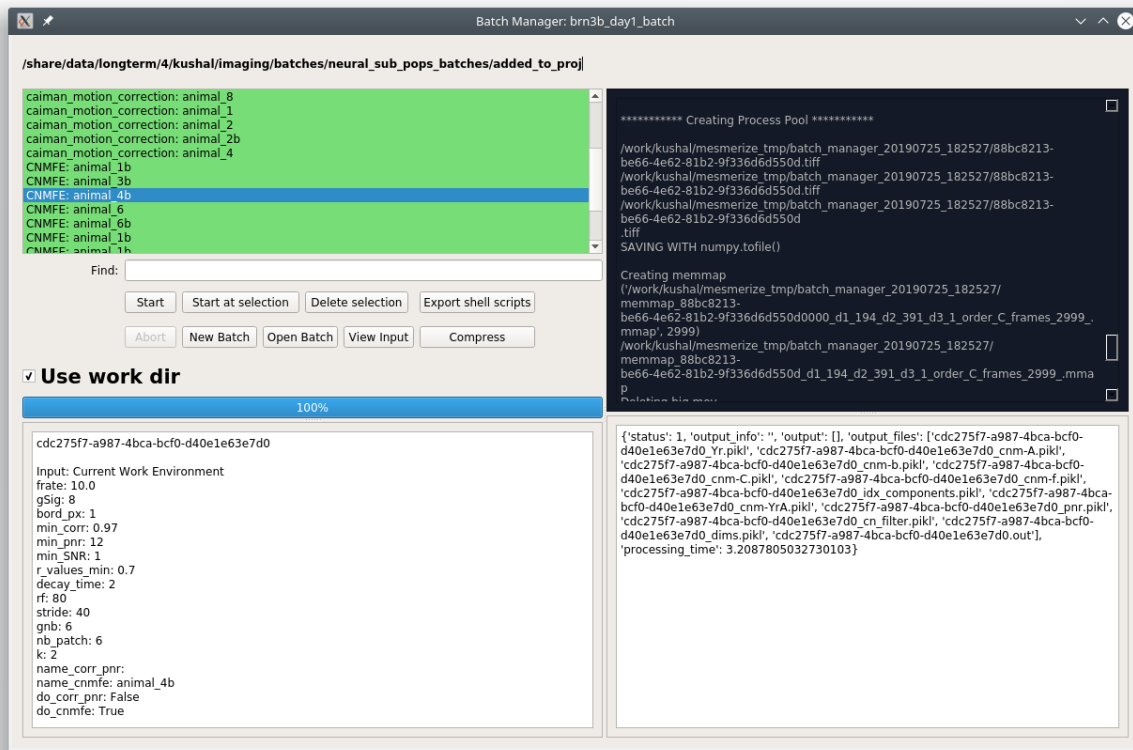 Batch Manager: brn3b_day1_batch
/share/data/longterm/4/kushal/imaging/batches/neural_sub_pops_batches/added_to_proj
caiman_motion_correction: animal_8
caiman_motion_correction: animal_1
caiman_motion_correction: animal_2
caiman_motion_correction: animal_2b
caiman_motion_correction: animal_4
CNMFE: animal_1b
CNMFE: animal_3b
CNMFE: animal_4b
CNMFE: animal_6
CNMFE: animal_6b
CNMFE: animal_1b
CNMFE: animal_1b
Find:
Start Start at selection Delete selection Export shell scripts
Abort New Batch Open Batch View Input Compress
Use work dir
100%
cdc275f7-a987-4bca-bcf0-d40e1e63e7d0
Input: Current Work Environment
frate: 10.0
gSig: 8
bord_px: 1
min_corr: 0.97
min_pnr: 12
min_SNR: 1
r_values_min: 0.7
decay_time: 2
rf: 80
stride: 40
gnb: 6
nb_patch: 6
k: 2
name_corr_pnr:
name_cnmfe: animal_4b
do_corr_pnr: False
do_cnmfe: True
*********** Creating Process Pool ***********
/work/kushal/mesmerize_tmp/batch_manager_20190725_182527/88bc8213-
be66-4e62-81b2-9f336d6d550d.tiff
/work/kushal/mesmerize_tmp/batch_manager_20190725_182527/88bc8213-
be66-4e62-81b2-9f336d6d550d.tiff
/work/kushal/mesmerize_tmp/batch_manager_20190725_182527/88bc8213-
be66-4e62-81b2-9f336d6d550d
.tiff
SAVING WITH numpy.tofile()
Creating memmap
('/work/kushal/mesmerize_tmp/batch_manager_20190725_182527/
memmap_88bc8213-
be66-4e62-81b2-9f336d6d550d0000_d1_194_d2_391_d3_1_order_C_frames_2999_.
mmap', 2999)
/work/kushal/mesmerize_tmp/batch_manager_20190725_182527/
memmap_88bc8213-
be66-4e62-81b2-9f336d6d550d_d1_194_d2_391_d3_1_order_C_frames_2999_.mma
p
Deleting big mov
{'status': 1, 'output_info': '', 'output': [], 'output_files': ['cdc275f7-a987-4bca-bcf0-
d40e1e63e7d0_Yr.pikl', 'cdc275f7-a987-4bca-bcf0-d40e1e63e7d0_cnm-A.pikl',
'cdc275f7-a987-4bca-bcf0-d40e1e63e7d0_cnm-b.pikl', 'cdc275f7-a987-4bca-bcf0-
d40e1e63e7d0_cnm-C.pikl', 'cdc275f7-a987-4bca-bcf0-d40e1e63e7d0_cnm-f.pikl',
'cdc275f7-a987-4bca-bcf0-d40e1e63e7d0_idx_components.pikl', 'cdc275f7-a987-4bca-
bcf0-d40e1e63e7d0_cnm-YrA.pikl', 'cdc275f7-a987-4bca-bcf0-d40e1e63e7d0_pnr.pikl',
'cdc275f7-a987-4bca-bcf0-d40e1e63e7d0_cn_filter.pikl', 'cdc275f7-a987-4bca-bcf0-
d40e1e63e7d0_dims.pikl', 'cdc275f7-a987-4bca-bcf0-d40e1e63e7d0.out'],
'processing_time': 3.2087805032730103}